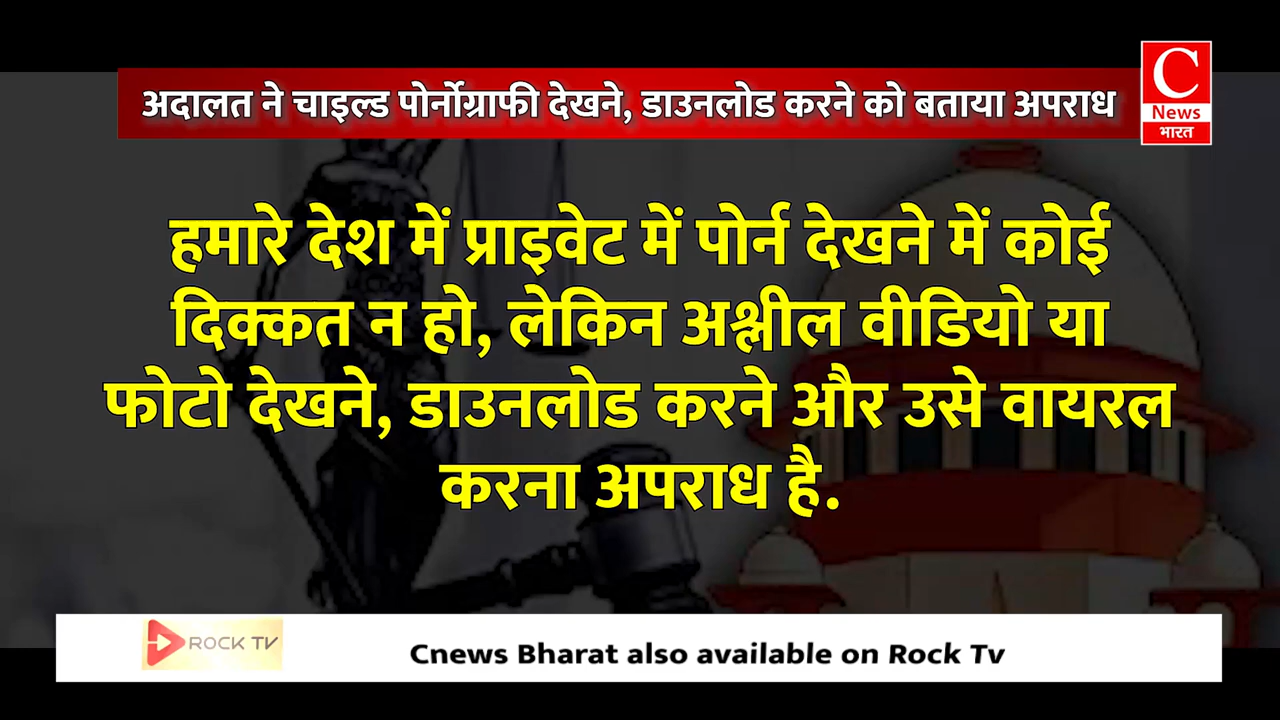 अदालत ने चाइल्ड पोर्नोग्राफी देखने, डाउनलोड करने को बताया अपराध
C
News
भारत
हमारे देश में प्राइवेट में पोर्न देखने में कोई
दिक्कत न हो, लेकिन अश्लील वीडियो या
फोटो देखने, डाउनलोड करने और उसे वायरल
करना अपराध है.
ROCK TV
Cnews Bharat also available on Rock Tv